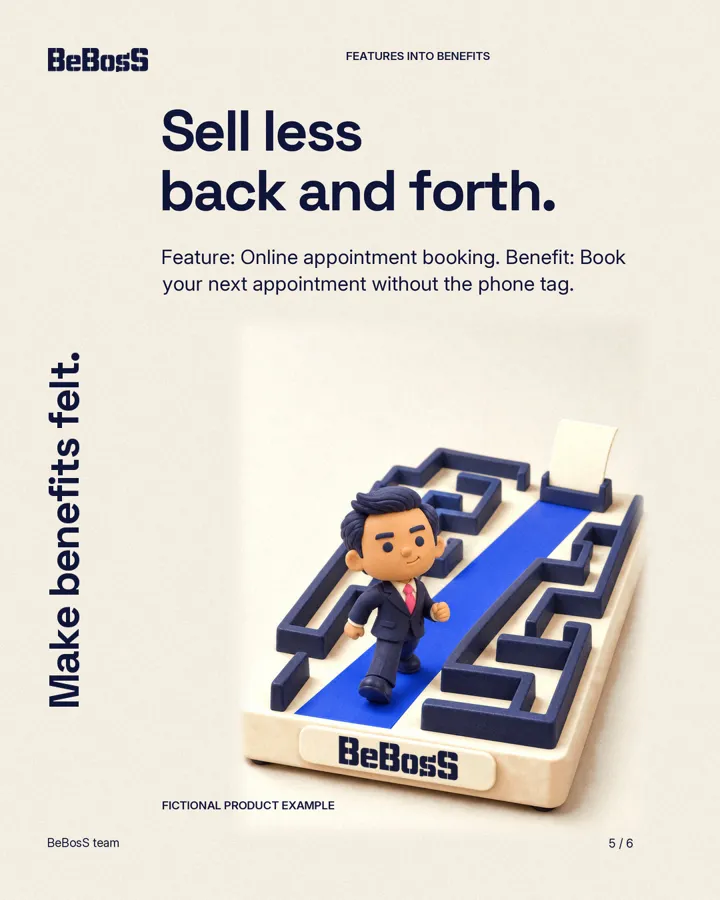 BeBosS
FEATURES INTO BENEFITS
Sell less
back and forth.
Feature: Online appointment booking. Benefit: Book
your next appointment without the phone tag.
Make benefits felt.
BeBosS
FICTIONAL PRODUCT EXAMPLE
BeBosS team
5 / 6